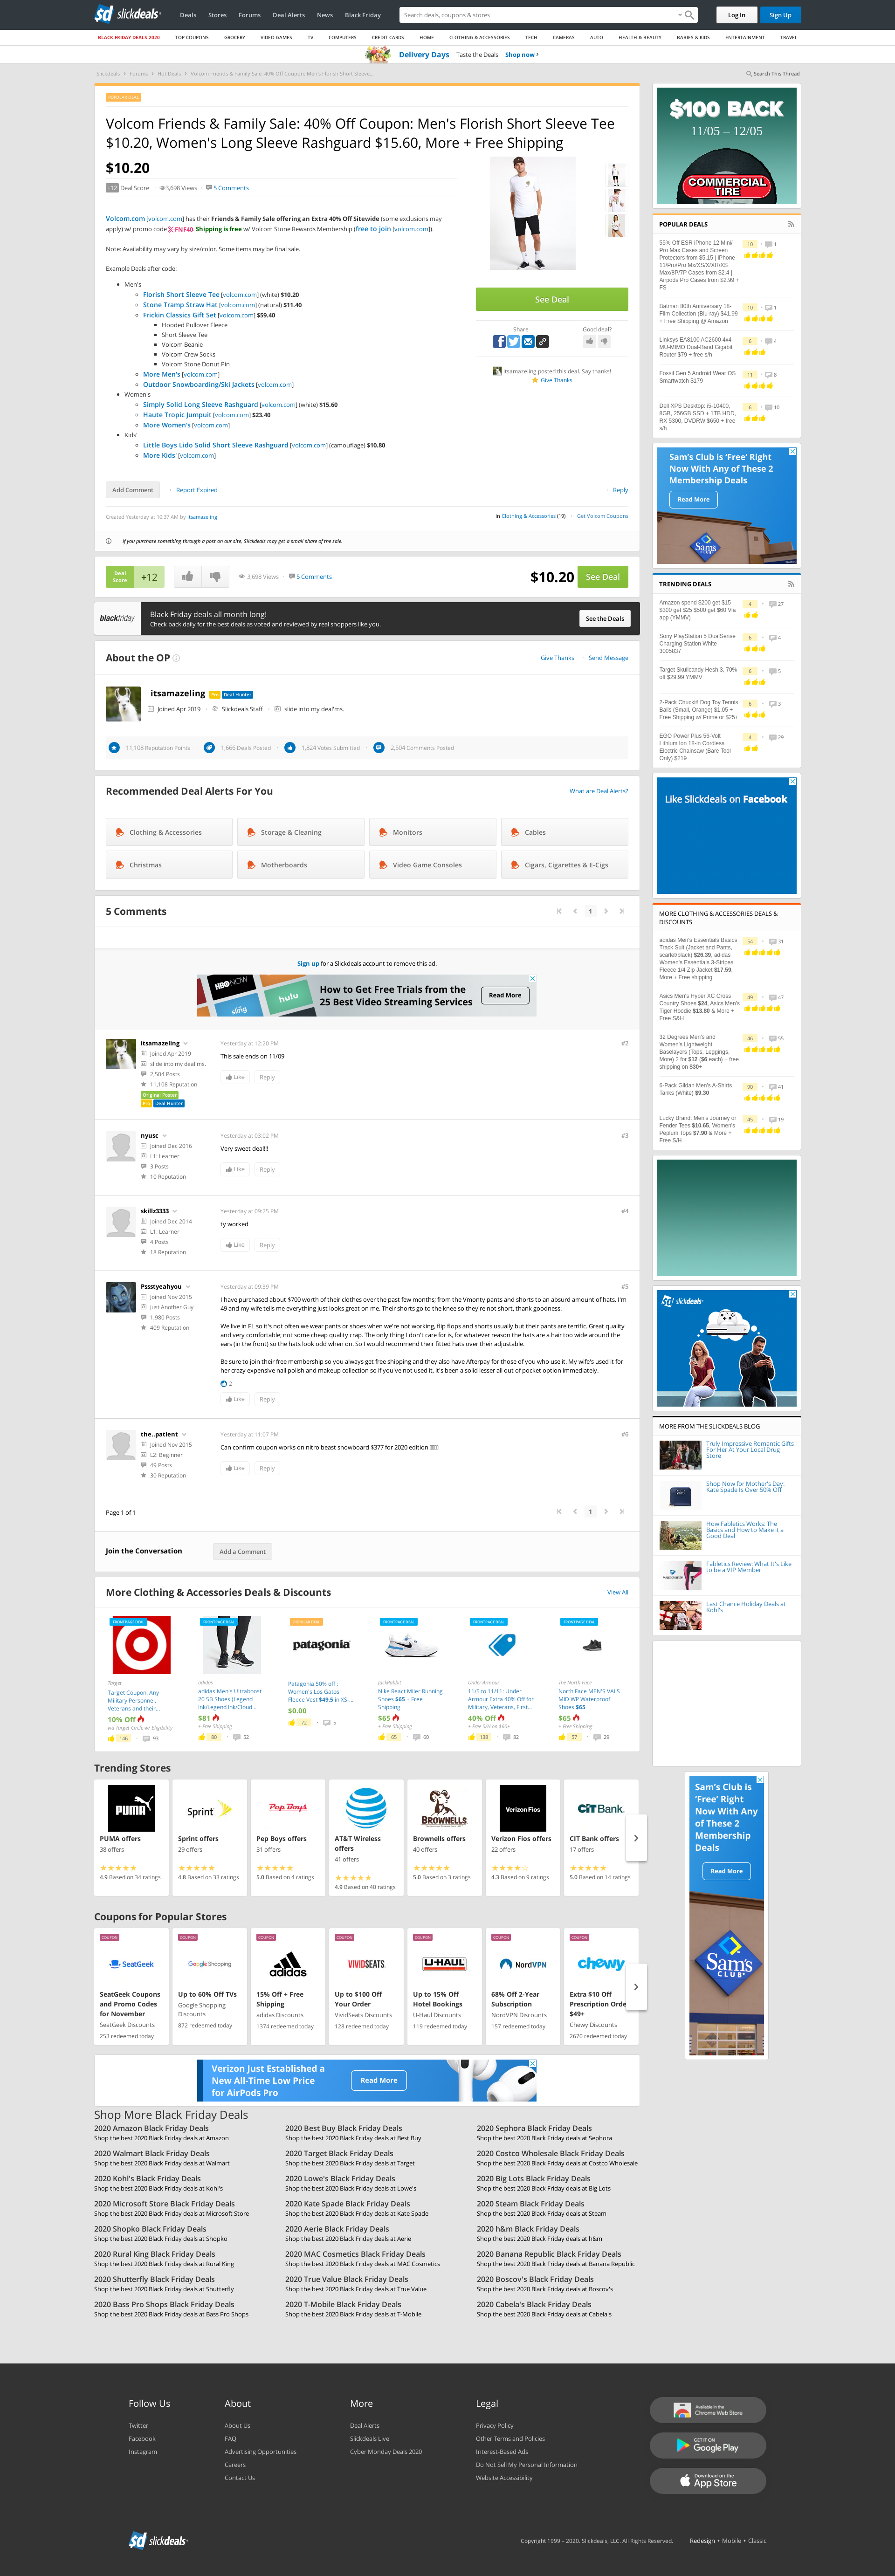 slickdeals
Deals Stores Forums Deal Alerts News Black Friday
Search deals, coupons & stores
Log In Sign Up
BLACK FRIDAY DEALS 2020 TOP COUPONS GROCERY VIDEO GAMES TV COMPUTERS CREDIT CARDS HOME CLOTHING & ACCESSORIES TECH CAMERAS AUTO HEALTH & BEAUTY BABIES & KIDS ENTERTAINMENT TRAVEL
Delivery Days Taste the Deals Shop now
Slickdeals Forums Hot Deals Volcom Friends & Family Sale: 40% Off Coupon: Men's Florish Short Sleeve...
Search This Thread
POPULAR DEAL
Volcom Friends & Family Sale: 40% Off Coupon: Men's Florish Short Sleeve Tee
$10.20, Women's Long Sleeve Rashguard $15.60, More + Free Shipping
$10.20
+12 Deal Score 3,698 Views 5 Comments
Volcom.com [volcom.com] has their Friends & Family Sale offering an Extra 40% Off Sitewide (some exclusions may
apply) w/ promo code FNF40. Shipping is free w/ Volcom Stone Rewards Membership (free to join [volcom.com]).
Note: Availability may vary by size/color. Some items may be final sale.
Example Deals after code:
Men's
Florish Short Sleeve Tee [volcom.com] (white) $10.20
Stone Tramp Straw Hat [volcom.com] (natural) $11.40
Frickin Classics Gift Set [volcom.com] $59.40
Hooded Pullover Fleece
Short Sleeve Tee
Volcom Beanie
Volcom Crew Socks
Volcom Stone Donut Pin
More Men's [volcom.com]
Outdoor Snowboarding/Ski Jackets [volcom.com]
Women's
Simply Solid Long Sleeve Rashguard [volcom.com] (white) $15.60
Haute Tropic Jumpuit [volcom.com] $23.40
More Women's [volcom.com]
Kids'
Little Boys Lido Solid Short Sleeve Rashguard [volcom.com] (camouflage) $10.80
More Kids' [volcom.com]
See Deal
Share Good deal?
itsamazeling posted this deal. Say thanks!
Give Thanks
Add Comment Report Expired Reply
Created Yesterday at 10:37 AM by itsamazeling
in Clothing & Accessories (19) Get Volcom Coupons
If you purchase something through a post on our site, Slickdeals may get a small share of the sale.
Deal Score +12 3,698 Views 5 Comments $10.20 See Deal
blackfriday
Black Friday deals all month long!
Check back daily for the best deals as voted and reviewed by real shoppers like you.
See the Deals
About the OP
Give Thanks Send Message
itsamazeling Pro Deal Hunter
Joined Apr 2019 Slickdeals Staff slide into my deal'ms.
11,108 Reputation Points 1,666 Deals Posted 1,824 Votes Submitted 2,504 Comments Posted
Recommended Deal Alerts For You
What are Deal Alerts?
Clothing & Accessories Storage & Cleaning Monitors Cables
Christmas Motherboards Video Game Consoles Cigars, Cigarettes & E-Cigs
5 Comments
1
Sign up for a Slickdeals account to remove this ad.
HBO NOW
sling
hulu
How to Get Free Trials from the
25 Best Video Streaming Services
Read More
itsamazeling
Joined Apr 2019
slide into my deal'ms.
2,504 Posts
11,108 Reputation
Original Poster
Pro Deal Hunter
Yesterday at 12:20 PM #2
This sale ends on 11/09
Like Reply
nyusc
Joined Dec 2016
L1: Learner
3 Posts
10 Reputation
Yesterday at 03:02 PM #3
Very sweet deal!!!
Like Reply
skillz3333
Joined Dec 2014
L1: Learner
4 Posts
18 Reputation
Yesterday at 09:25 PM #4
ty worked
Like Reply
Pssstyeahyou
Joined Nov 2015
Just Another Guy
1,980 Posts
409 Reputation
Yesterday at 09:39 PM #5
I have purchased about $700 worth of their clothes over the past few months; from the Vmonty pants and shorts to an absurd amount of hats. I'm
49 and my wife tells me everything just looks great on me. Their shorts go to the knee so they're not short, thank goodness.
We live in FL so it's not often we wear pants or shoes when we're not working, flip flops and shorts usually but their pants are terrific. Great quality
and very comfortable; not some cheap quality crap. The only thing I don't care for is, for whatever reason the hats are a hair too wide around the
ears (in the front) so the hats look odd when on. So I would recommend their fitted hats over their adjustable.
Be sure to join their free membership so you always get free shipping and they also have Afterpay for those of you who use it. My wife's used it for
her crazy expensive nail polish and makeup collection so if you've not used it, it's been a solid lesser all out of pocket option immediately.
2
Like Reply
the..patient
Joined Nov 2015
L2: Beginner
49 Posts
30 Reputation
Yesterday at 11:07 PM #6
Can confirm coupon works on nitro beast snowboard $377 for 2020 edition
Like Reply
Page 1 of 1
1
Join the Conversation Add a Comment
More Clothing & Accessories Deals & Discounts
View All
FRONTPAGE DEAL
Target
Target Coupon: Any
Military Personnel,
Veterans and their...
10% Off
via Target Circle w/ Eligibility
146 93
FRONTPAGE DEAL
adidas
adidas Men's Ultraboost
20 SB Shoes (Legend
Ink/Legend Ink/Cloud...
$81
+ Free Shipping
80 52
POPULAR DEAL
patagonia
Patagonia 50% off :
Women's Los Gatos
Fleece Vest $49.5 in XS-...
$0.00
72 5
FRONTPAGE DEAL
JackRabbit
Nike React Miler Running
Shoes $65 + Free
Shipping
$65
+ Free Shipping
65 60
FRONTPAGE DEAL
Under Armour
11/5 to 11/11: Under
Armour Extra 40% Off for
Military, Veterans, First...
40% Off
+ Free S/H on $60+
138 82
FRONTPAGE DEAL
The North Face
North Face MEN'S VALS
MID WP Waterproof
Shoes $65
$65
+ Free Shipping
57 29
Trending Stores
PUMA
PUMA offers
38 offers
4.9 Based on 34 ratings
Sprint
Sprint offers
29 offers
4.8 Based on 33 ratings
Pep Boys
Pep Boys offers
31 offers
5.0 Based on 4 ratings
AT&T Wireless
offers
41 offers
4.9 Based on 40 ratings
BROWNELLS
Brownells offers
40 offers
5.0 Based on 3 ratings
Verizon Fios
Verizon Fios offers
22 offers
4.3 Based on 9 ratings
CIT Bank
CIT Bank offers
17 offers
5.0 Based on 14 ratings
Coupons for Popular Stores
COUPON
SeatGeek
SeatGeek Coupons
and Promo Codes
for November
SeatGeek Discounts
253 redeemed today
COUPON
Google Shopping
Up to 60% Off TVs
Google Shopping
Discounts
872 redeemed today
COUPON
adidas
15% Off + Free
Shipping
adidas Discounts
1374 redeemed today
COUPON
VIVIDSEATS
Up to $100 Off
Your Order
VividSeats Discounts
128 redeemed today
COUPON
U-HAUL
Up to 15% Off
Hotel Bookings
U-Haul Discounts
119 redeemed today
COUPON
NordVPN
68% Off 2-Year
Subscription
NordVPN Discounts
157 redeemed today
COUPON
chewy
Extra $10 Off
Prescription Orde
$49+
Chewy Discounts
2670 redeemed today
Verizon Just Established a
New All-Time Low Price
for AirPods Pro
Read More
Shop More Black Friday Deals
2020 Amazon Black Friday Deals
Shop the best 2020 Black Friday deals at Amazon
2020 Best Buy Black Friday Deals
Shop the best 2020 Black Friday deals at Best Buy
2020 Sephora Black Friday Deals
Shop the best 2020 Black Friday deals at Sephora
2020 Walmart Black Friday Deals
Shop the best 2020 Black Friday deals at Walmart
2020 Target Black Friday Deals
Shop the best 2020 Black Friday deals at Target
2020 Costco Wholesale Black Friday Deals
Shop the best 2020 Black Friday deals at Costco Wholesale
2020 Kohl's Black Friday Deals
Shop the best 2020 Black Friday deals at Kohl's
2020 Lowe's Black Friday Deals
Shop the best 2020 Black Friday deals at Lowe's
2020 Big Lots Black Friday Deals
Shop the best 2020 Black Friday deals at Big Lots
2020 Microsoft Store Black Friday Deals
Shop the best 2020 Black Friday deals at Microsoft Store
2020 Kate Spade Black Friday Deals
Shop the best 2020 Black Friday deals at Kate Spade
2020 Steam Black Friday Deals
Shop the best 2020 Black Friday deals at Steam
2020 Shopko Black Friday Deals
Shop the best 2020 Black Friday deals at Shopko
2020 Aerie Black Friday Deals
Shop the best 2020 Black Friday deals at Aerie
2020 h&m Black Friday Deals
Shop the best 2020 Black Friday deals at h&m
2020 Rural King Black Friday Deals
Shop the best 2020 Black Friday deals at Rural King
2020 MAC Cosmetics Black Friday Deals
Shop the best 2020 Black Friday deals at MAC Cosmetics
2020 Banana Republic Black Friday Deals
Shop the best 2020 Black Friday deals at Banana Republic
2020 Shutterfly Black Friday Deals
Shop the best 2020 Black Friday deals at Shutterfly
2020 True Value Black Friday Deals
Shop the best 2020 Black Friday deals at True Value
2020 Boscov's Black Friday Deals
Shop the best 2020 Black Friday deals at Boscov's
2020 Bass Pro Shops Black Friday Deals
Shop the best 2020 Black Friday deals at Bass Pro Shops
2020 T-Mobile Black Friday Deals
Shop the best 2020 Black Friday deals at T-Mobile
2020 Cabela's Black Friday Deals
Shop the best 2020 Black Friday deals at Cabela's
$100 BACK
11/05 – 12/05
COMMERCIAL
TIRE
POPULAR DEALS
55% Off ESR iPhone 12 Mini/
Pro Max Cases and Screen
Protectors from $5.15 | iPhone
11/Pro/Pro Mx/XS/X/XR/XS
Max/8P/7P Cases from $2.4 |
Airpods Pro Cases from $2.99 +
FS
10 1
Batman 80th Anniversary 18-
Film Collection (Blu-ray) $41.99
+ Free Shipping @ Amazon
10 1
Linksys EA8100 AC2600 4x4
MU-MIMO Dual-Band Gigabit
Router $79 + free s/h
6 4
Fossil Gen 5 Android Wear OS
Smartwatch $179
11 8
Dell XPS Desktop: i5-10400,
8GB, 256GB SSD + 1TB HDD,
RX 5300, DVDRW $650 + free
s/h
6 10
Sam's Club is 'Free' Right
Now With Any of These 2
Membership Deals
Read More
Sam's
CLUB
TRENDING DEALS
Amazon spend $200 get $15
$300 get $25 $500 get $60 Via
app (YMMV)
4 27
Sony PlayStation 5 DualSense
Charging Station White
3005837
6 4
Target Skullcandy Hesh 3, 70%
off $29.99 YMMV
6 5
2-Pack Chuckit! Dog Toy Tennis
Balls (Small, Orange) $1.05 +
Free Shipping w/ Prime or $25+
6 3
EGO Power Plus 56-Volt
Lithium Ion 18-in Cordless
Electric Chainsaw (Bare Tool
Only) $219
4 29
Like Slickdeals on Facebook
MORE CLOTHING & ACCESSORIES DEALS &
DISCOUNTS
adidas Men's Essentials Basics
Track Suit (Jacket and Pants,
scarlet/black) $26.39, adidas
Women's Essentials 3-Stripes
Fleece 1/4 Zip Jacket $17.59.
More + Free shipping
54 31
Asics Men's Hyper XC Cross
Country Shoes $24, Asics Men's
Tiger Hoodie $13.80 & More +
Free S&H
49 47
32 Degrees Men's and
Women's Lightweight
Baselayers (Tops, Leggings,
More) 2 for $12 ($6 each) + free
shipping on $30+
46 55
6-Pack Gildan Men's A-Shirts
Tanks (White) $9.30
90 41
Lucky Brand: Men's Journey or
Fender Tees $10.65, Women's
Peplum Tops $7.90 & More +
Free S/H
45 19
slickdeals
MORE FROM THE SLICKDEALS BLOG
Truly Impressive Romantic Gifts
For Her At Your Local Drug
Store
Shop Now for Mother's Day:
Kate Spade Is Over 50% Off
How Fabletics Works: The
Basics and How to Make it a
Good Deal
Fabletics Review: What It's Like
to be a VIP Member
Last Chance Holiday Deals at
Kohl's
Sam's Club is
'Free' Right
Now With Any
of These 2
Membership
Deals
Read More
Sam's
CLUB
Follow Us
Twitter
Facebook
Instagram
About
About Us
FAQ
Advertising Opportunities
Careers
Contact Us
More
Deal Alerts
Slickdeals Live
Cyber Monday Deals 2020
Legal
Privacy Policy
Other Terms and Policies
Interest-Based Ads
Do Not Sell My Personal Information
Website Accessibility
Available in the
Chrome Web Store
GET IT ON
Google Play
Download on the
App Store
slickdeals
Copyright 1999 – 2020. Slickdeals, LLC. All Rights Reserved. Redesign • Mobile • Classic